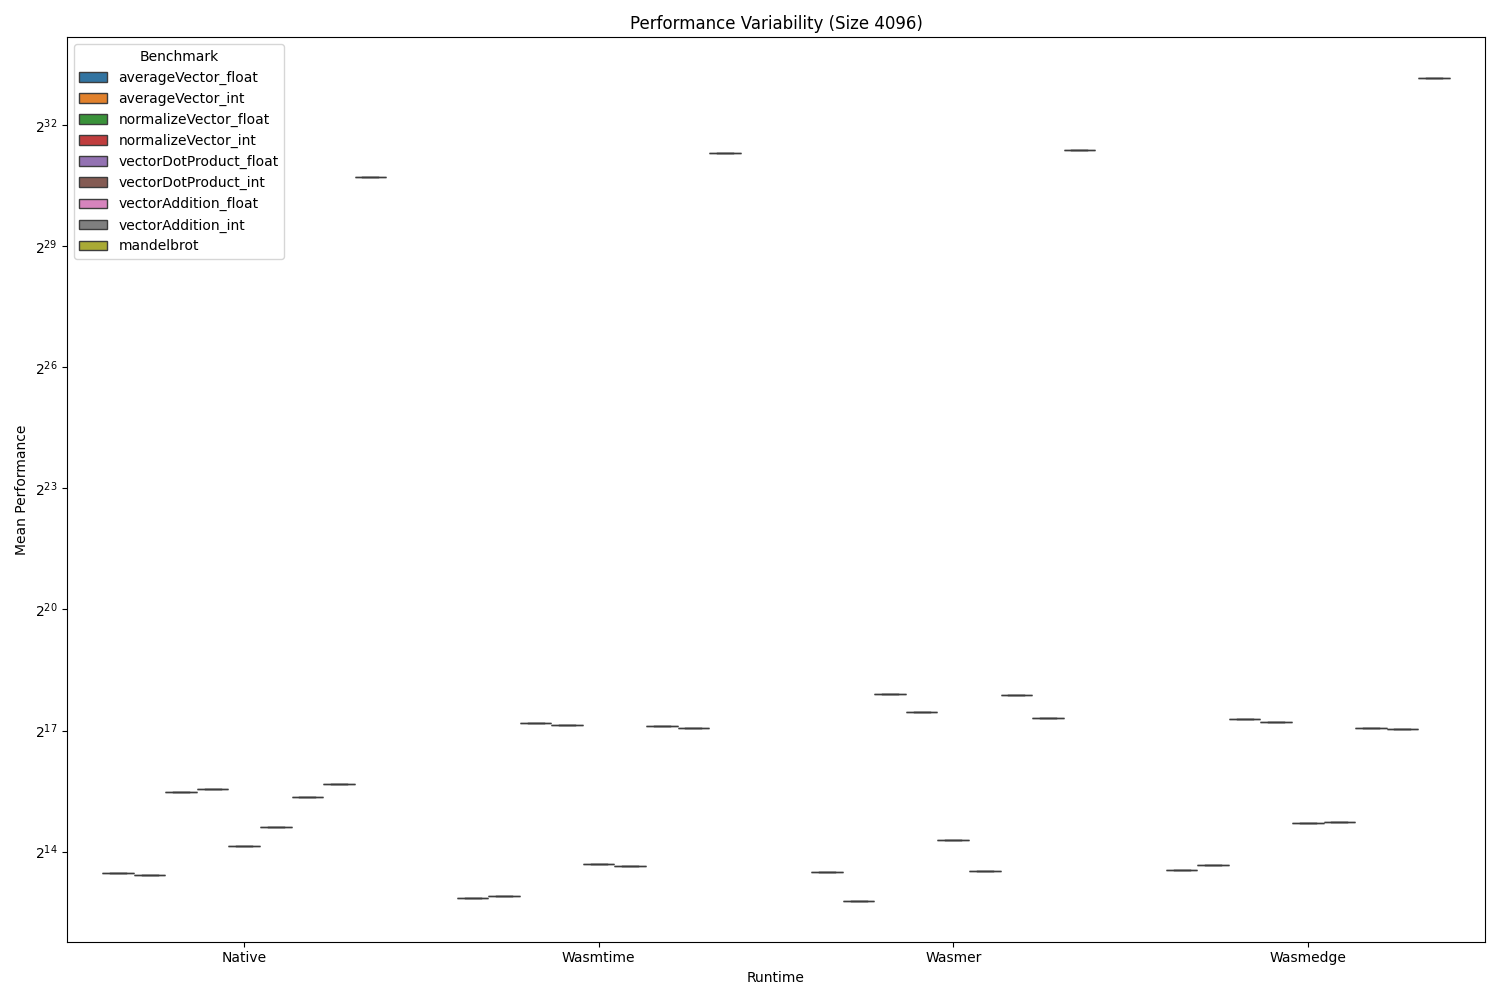 Performance Variability (Size 4096)
Benchmark
averageVector_float
averageVector_int
normalizeVector_float
normalizeVector_int
vectorDotProduct_float
vectorDotProduct_int
vectorAddition_float
vectorAddition_int
mandelbrot
Mean Performance
2^32
2^29
2^26
2^23
2^20
2^17
2^14
Native Wasmtime Wasmer Wasmedge
Runtime